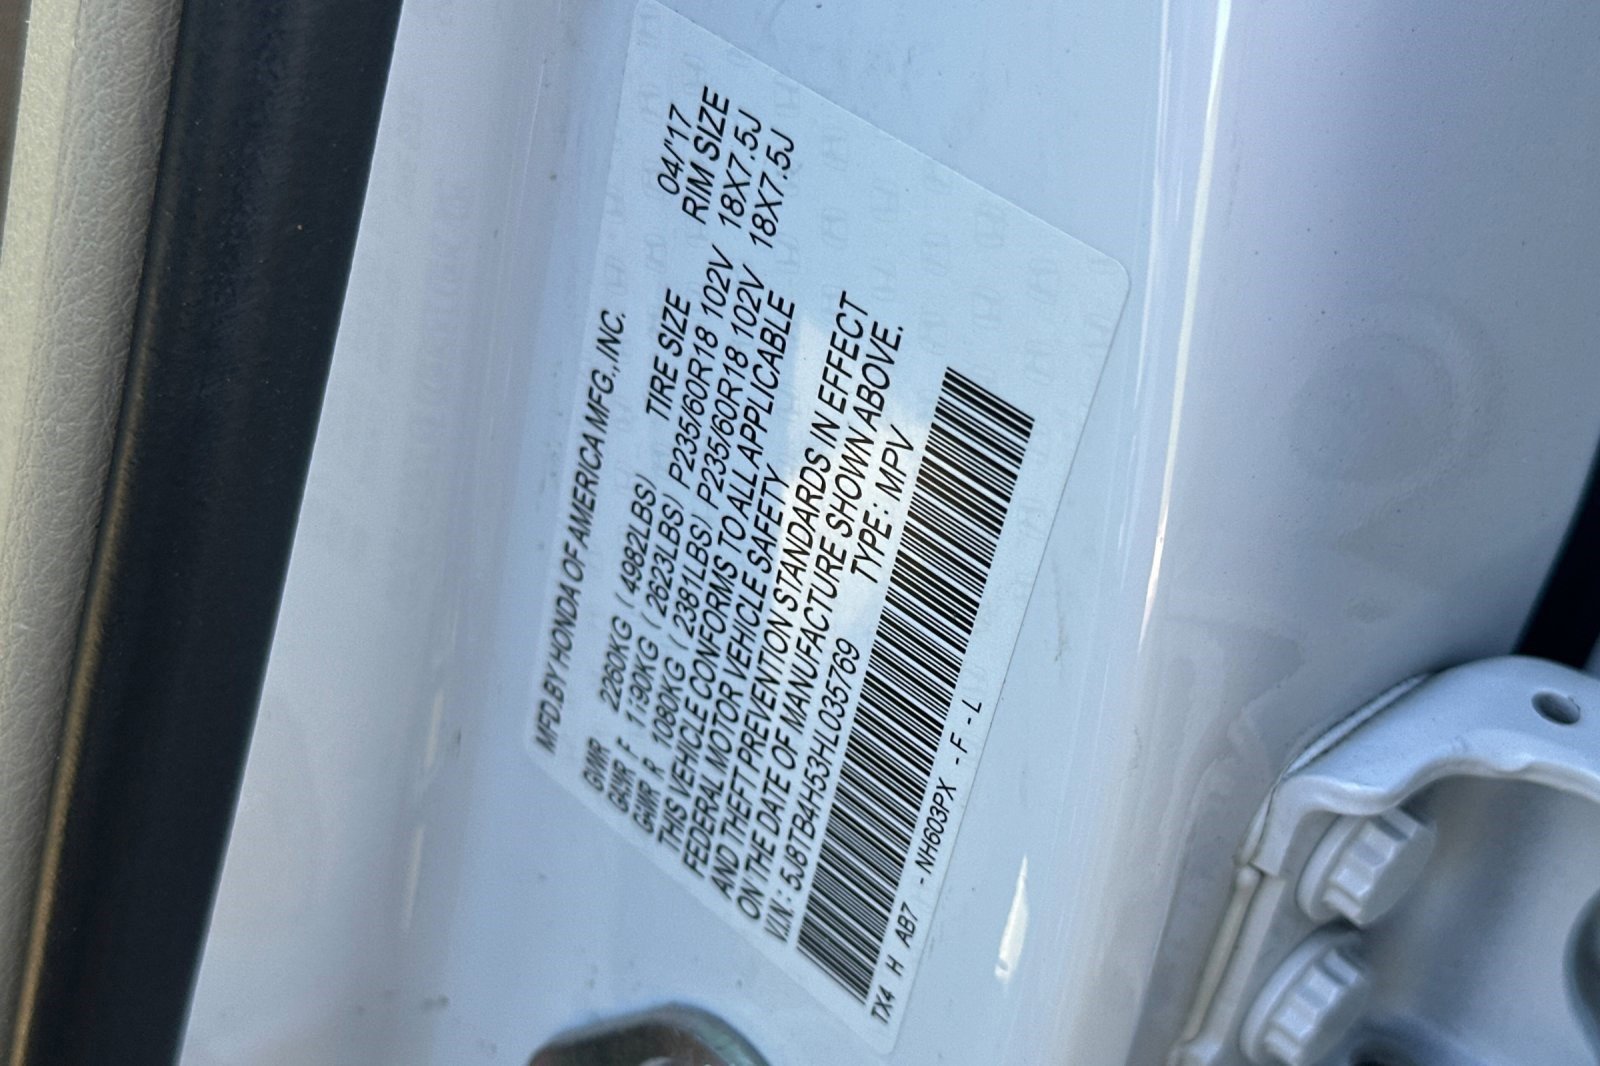 MFD. BY HONDA OF AMERICA MFG., INC. 04/'17
GVWR 2260KG ( 4982LBS) TIRE SIZE RIM SIZE
GAWR F 1190KG ( 2623LBS) P235/60R18 102V 18X7.5J
GAWR R 1080KG ( 2381LBS) P235/60R18 102V 18X7.5J
THIS VEHICLE CONFORMS TO ALL APPLICABLE
FEDERAL MOTOR VEHICLE SAFETY
AND THEFT PREVENTION STANDARDS IN EFFECT
ON THE DATE OF MANUFACTURE SHOWN ABOVE.
V.I.N.: 5J8TB4H53HL035769 TYPE: MPV
TX4 H AB7 - NH603PX - F - L